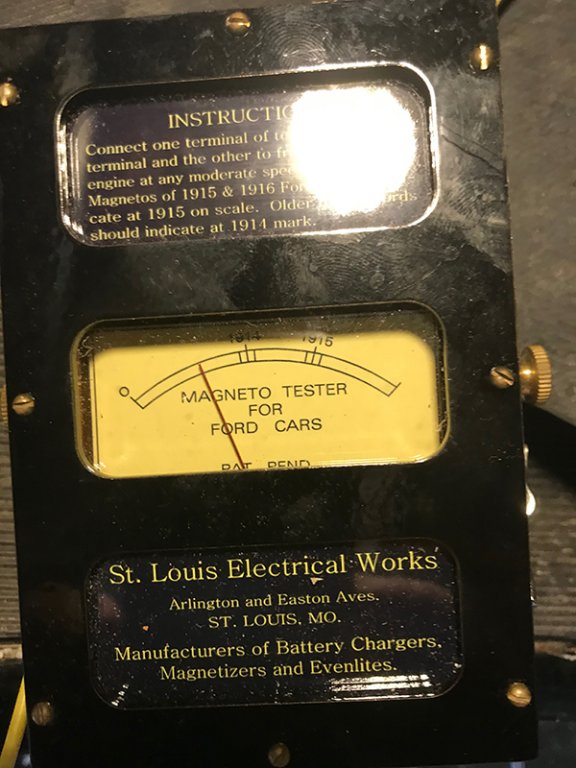 INSTRUCTIO
Connect one terminal of
terminal and the other to
engine at any moderate
Magnetos of 1915 & 1916
cate at 1915 on scale. Older
should indicate at 1914 mark.
1914 1915
O
MAGNETO TESTER
FOR
FORD CARS
PAT PEND
St. Louis Electrical Works
Arlington and Easton Aves.
ST. LOUIS, MO.
Manufacturers of Battery Chargers,
Magnetizers and Evenlites.